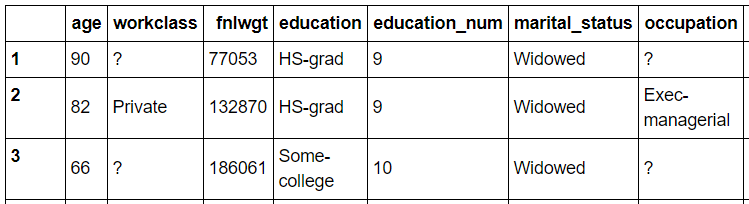 age workclass fnlwgt education education_num marital_status occupation
1 90 ? 77053 HS-grad 9 Widowed ?
2 82 Private 132870 HS-grad 9 Widowed Exec-
managerial
3 66 ? 186061 Some-
college 10 Widowed ?